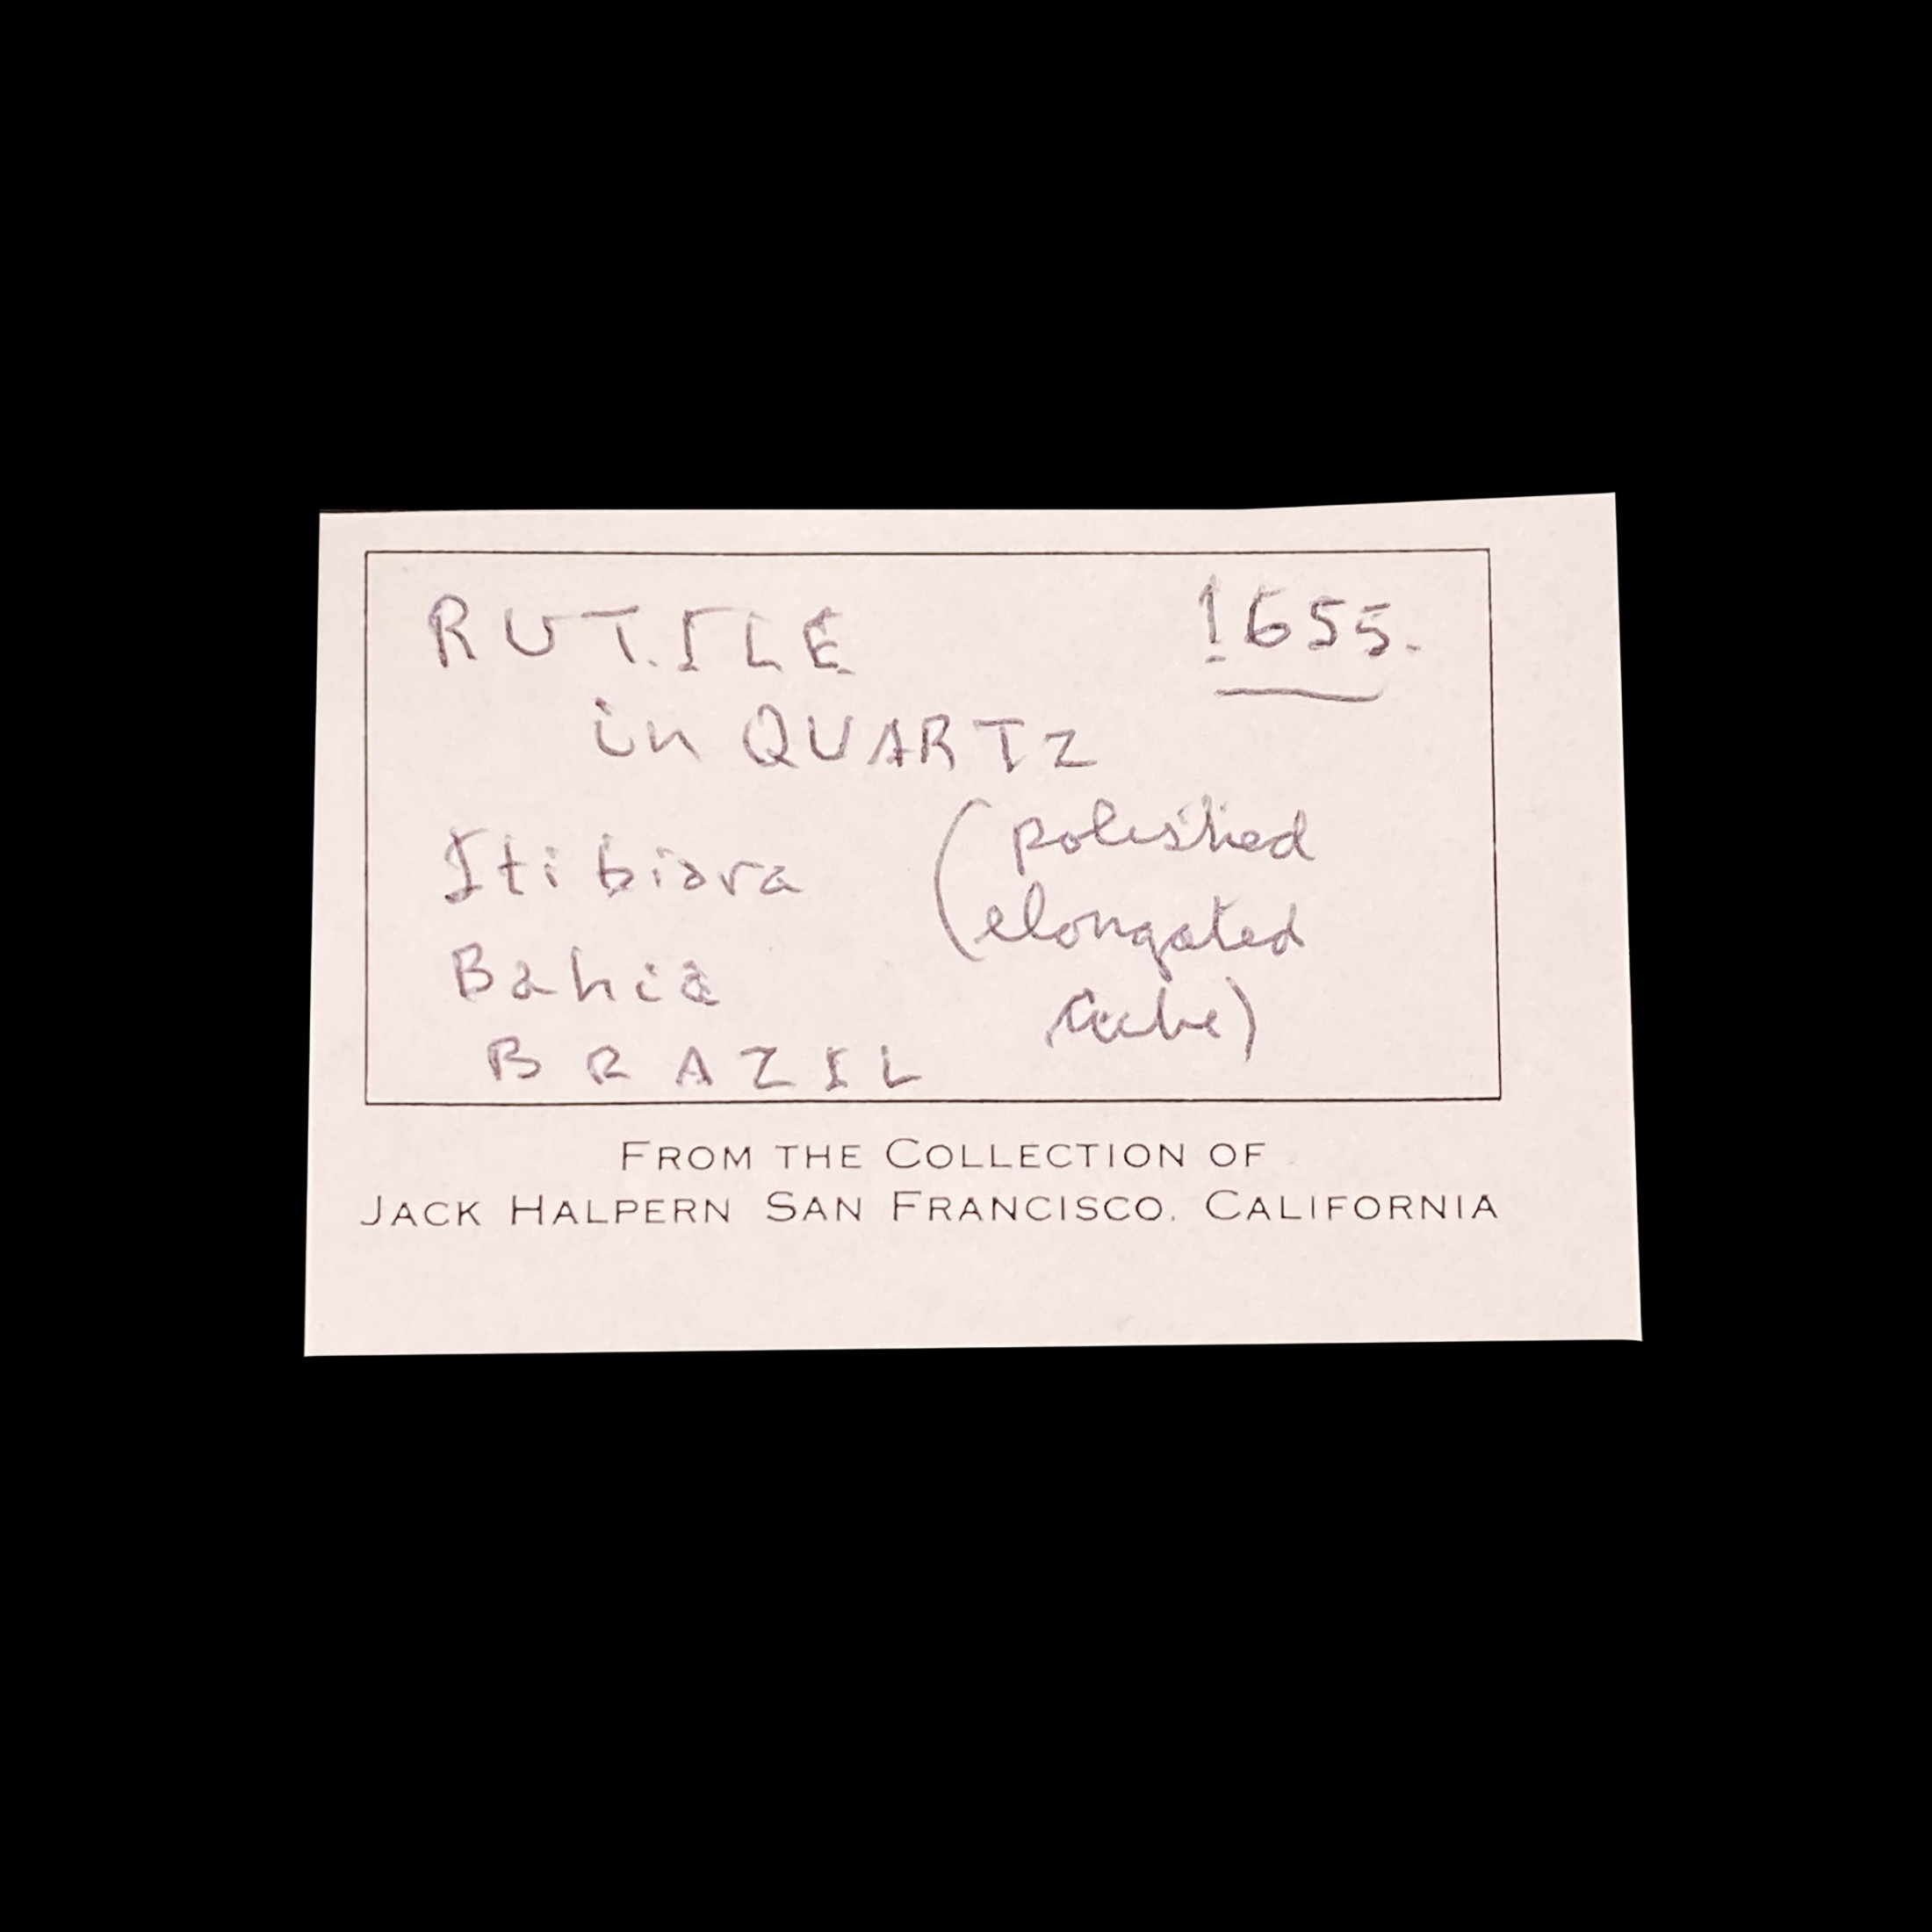 RUTILE 1655.
in QUARTZ
Itibiara (polished
elongated
Bahia
cube)
BRAZIL
FROM THE COLLECTION OF
JACK HALPERN SAN FRANCISCO, CALIFORNIA